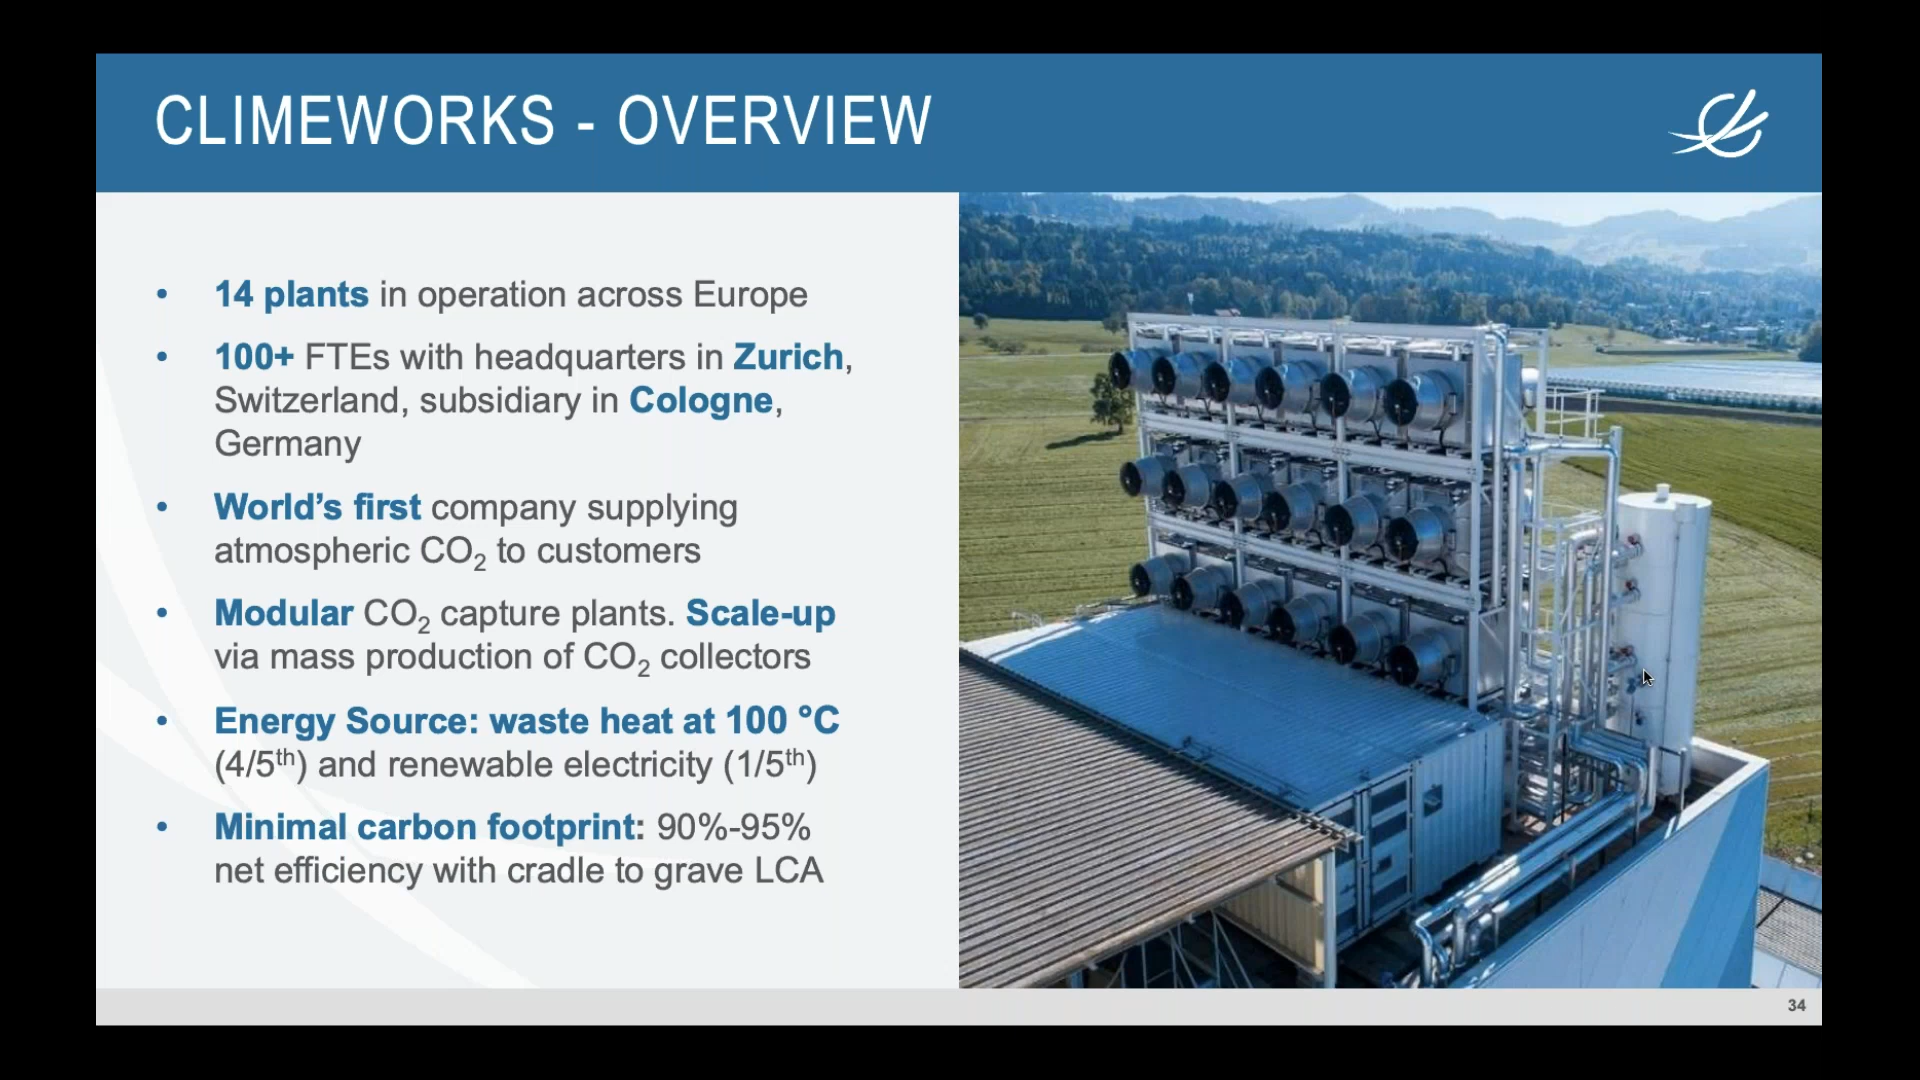 CLIMEWORKS - OVERVIEW
• 14 plants in operation across Europe
• 100+ FTEs with headquarters in Zurich,
Switzerland, subsidiary in Cologne,
Germany
• World's first company supplying
atmospheric CO₂ to customers
• Modular CO₂ capture plants. Scale-up
via mass production of CO₂ collectors
• Energy Source: waste heat at 100 °C
(4/5ᵗʰ) and renewable electricity (1/5ᵗʰ)
• Minimal carbon footprint: 90%-95%
net efficiency with cradle to grave LCA
34